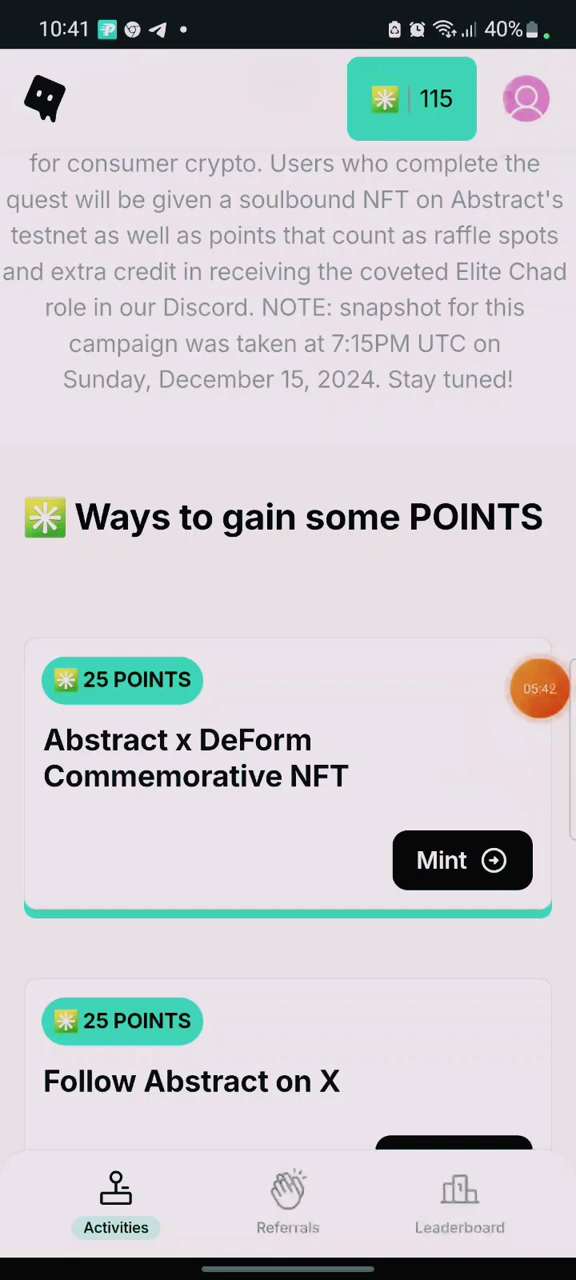 10:41
40%
115
for consumer crypto. Users who complete the
quest will be given a soulbound NFT on Abstract's
testnet as well as points that count as raffle spots
and extra credit in receiving the coveted Elite Chad
role in our Discord. NOTE: snapshot for this
campaign was taken at 7:15PM UTC on
Sunday, December 15, 2024. Stay tuned!
Ways to gain some POINTS
25 POINTS
05:42
Abstract x DeForm
Commemorative NFT
Mint
25 POINTS
Follow Abstract on X
Activities
Referrals
Leaderboard